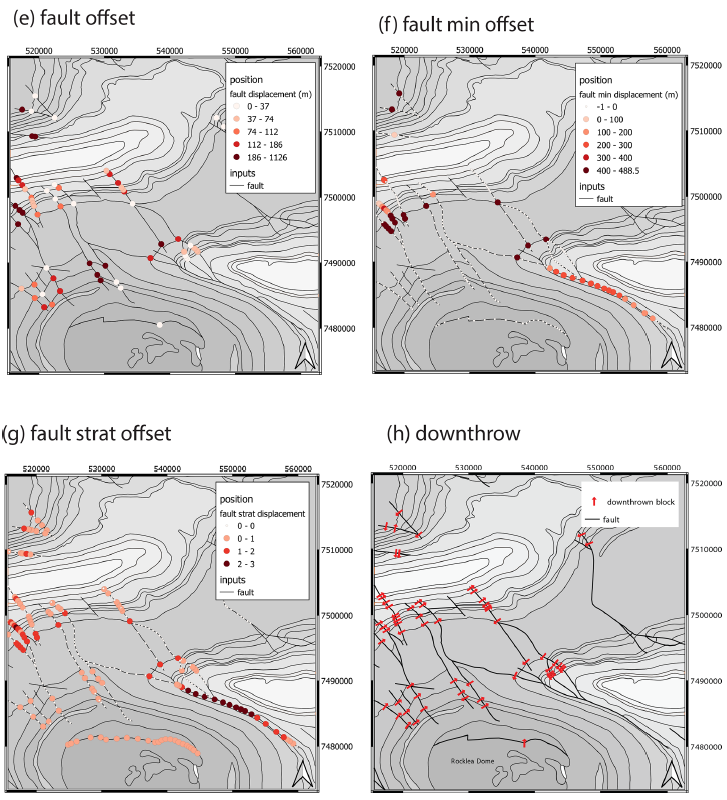 (e) fault offset
520000 530000 540000 550000 560000
7520000
7510000
7500000
7490000
7480000
position
fault displacement (m)
0 - 37
37 - 74
74 - 112
112 - 186
186 - 1126
inputs
fault
(f) fault min offset
520000 530000 540000 550000 560000
7520000
7510000
7500000
7490000
7480000
position
fault min displacement (m)
-1 - 0
0 - 100
100 - 200
200 - 300
300 - 400
400 - 488.5
inputs
fault
(g) fault strat offset
520000 530000 540000 550000 560000
7520000
7510000
7500000
7490000
7480000
position
fault strat displacement
0 - 0
0 - 1
1 - 2
2 - 3
inputs
fault
(h) downthrow
520000 530000 540000 550000 560000
7520000
7510000
7500000
7490000
7480000
downthrown block
fault
Rocklea Dome